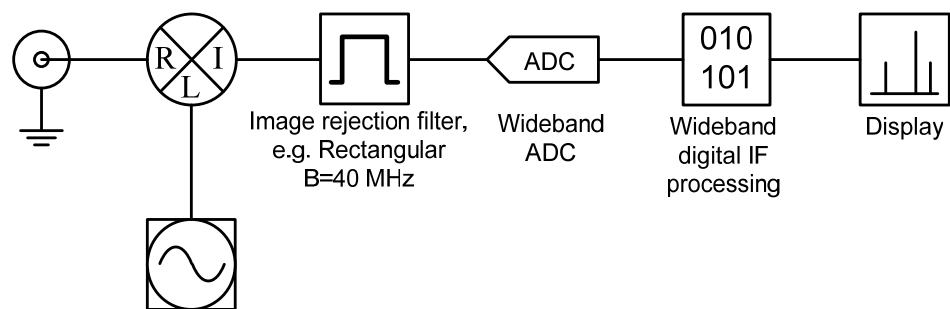 R I
L
ADC
010
101
Image rejection filter,
e.g. Rectangular
B=40 MHz
Wideband
ADC
Wideband
digital IF
processing
Display